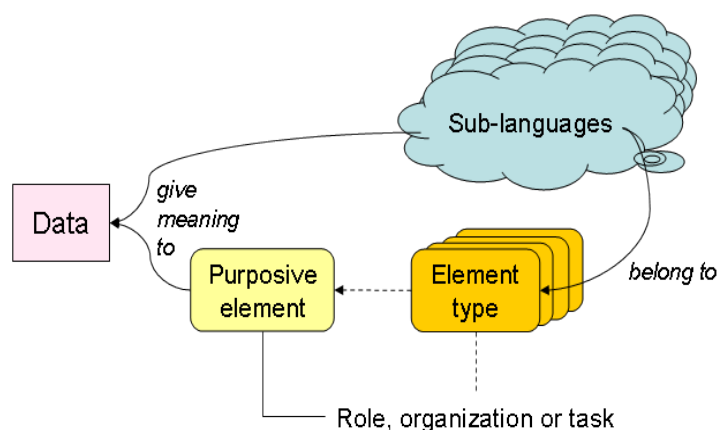 Sub-languages
give
meaning
to
Data
Purposive
element
Element
type
belong to
Role, organization or task